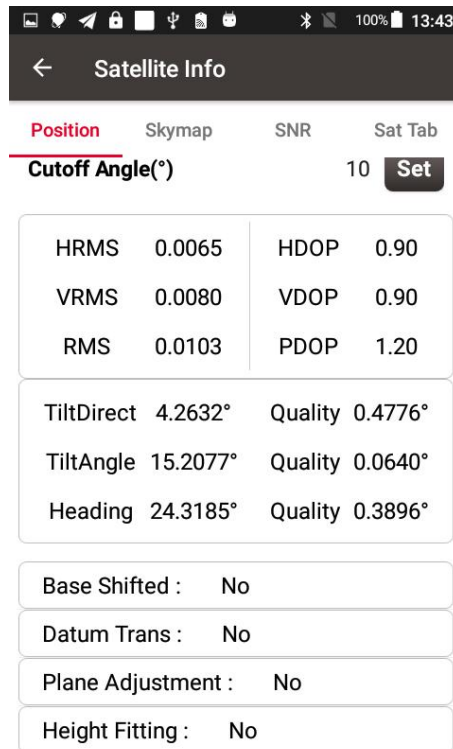 100% 13:43
Satellite Info
Position Skymap SNR Sat Tab
Cutoff Angle(°) 10 Set
HRMS 0.0065 HDOP 0.90
VRMS 0.0080 VDOP 0.90
RMS 0.0103 PDOP 1.20
TiltDirect 4.2632° Quality 0.4776°
TiltAngle 15.2077° Quality 0.0640°
Heading 24.3185° Quality 0.3896°
Base Shifted : No
Datum Trans : No
Plane Adjustment : No
Height Fitting : No